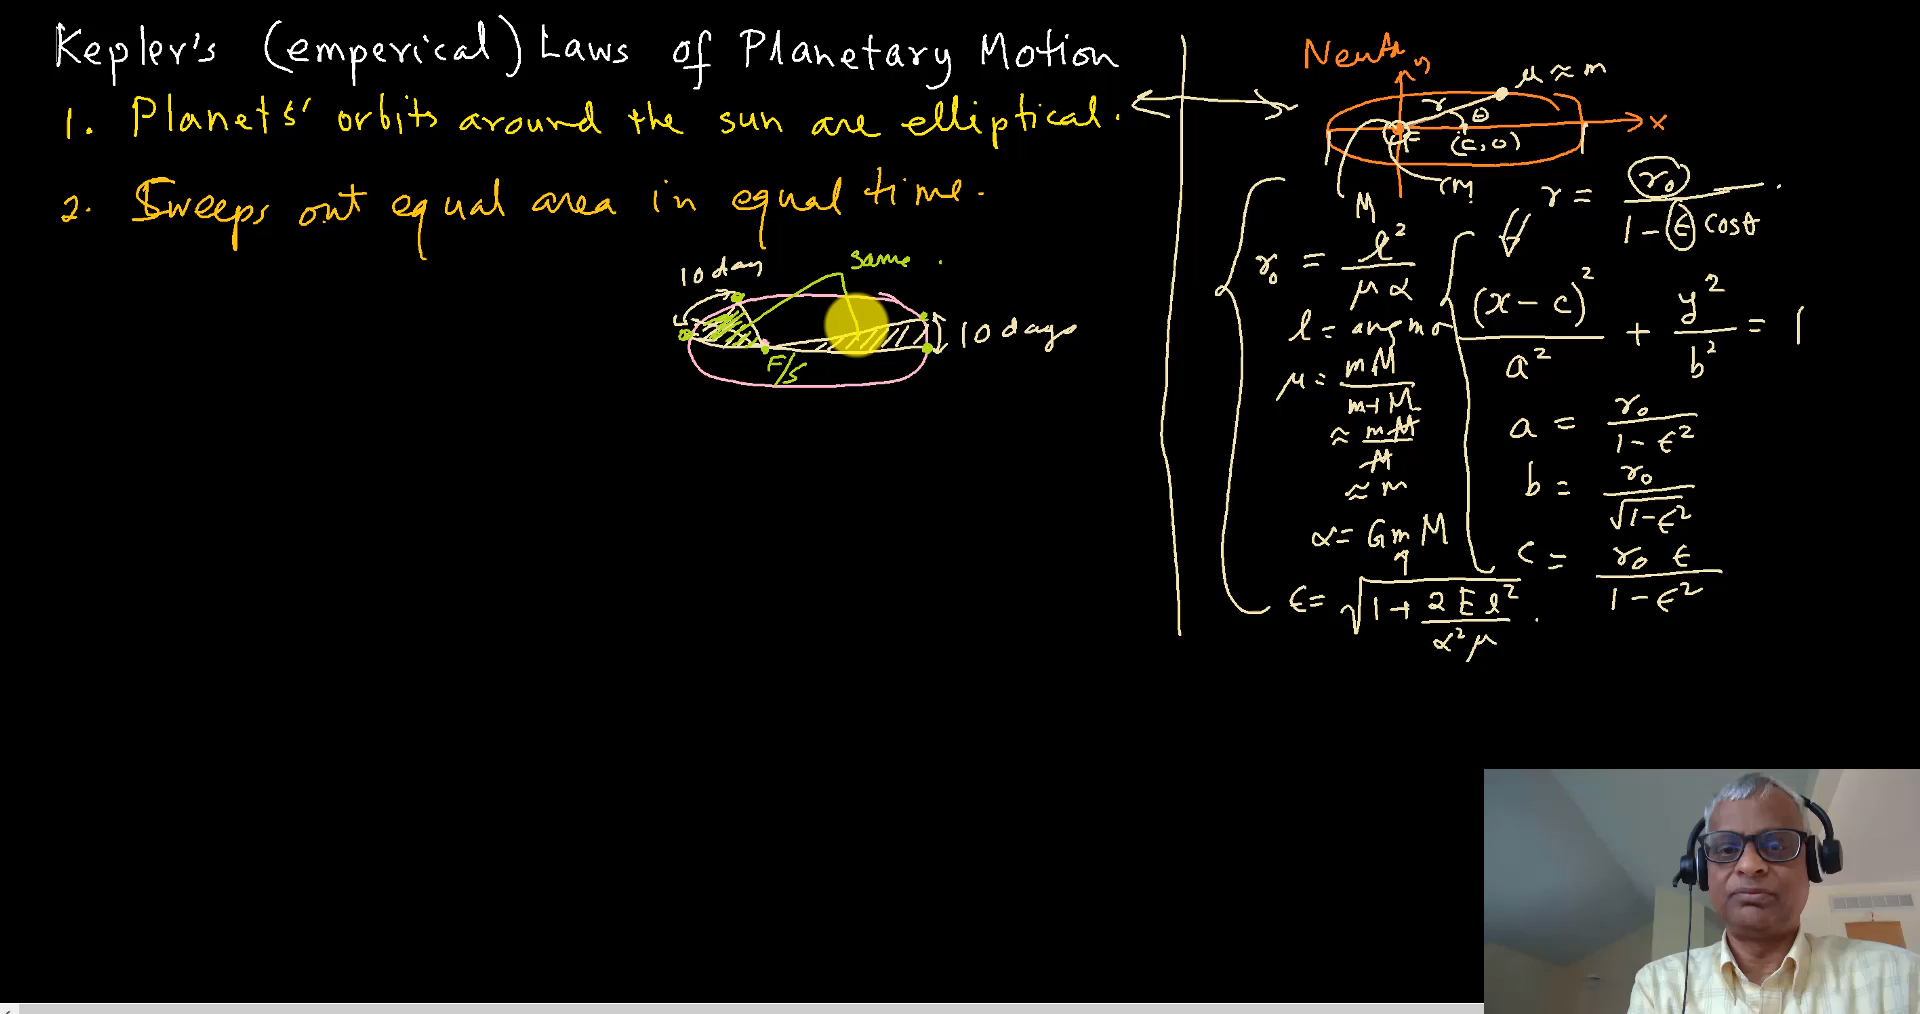 Kepler's (emperical) Laws of Planetary Motion
1. Planets' orbits around the sun are elliptical.
2. Sweeps out equal area in equal time.
10 day
same
10 days
F/S
y
μ ≈ m
r
θ
x
F
(c, 0)
CM
M
r = r₀ / (1 - ε cosθ)
r₀ = l² / μα
l = ang mo
μ = mM / (m+M)
≈ mM / M
≈ m
α = GmM
ε = √(1 + 2El² / α²μ)
(x - c)² / a² + y² / b² = 1
a = r₀ / (1 - ε²)
b = r₀ / √(1-ε²)
c = r₀ ε / (1 - ε²)